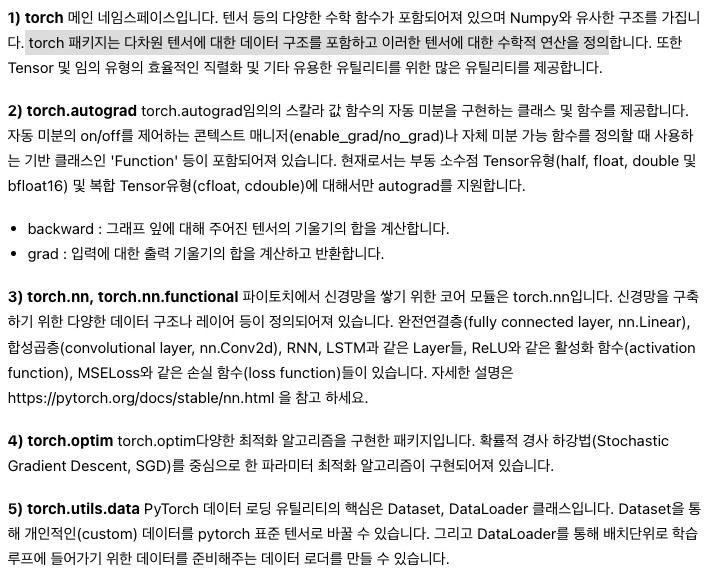 1) torch 메인 네임스페이스입니다. 텐서 등의 다양한 수학 함수가 포함되어져 있으며 Numpy와 유사한 구조를 가집니
다. torch 패키지는 다차원 텐서에 대한 데이터 구조를 포함하고 이러한 텐서에 대한 수학적 연산을 정의합니다. 또한
Tensor 및 임의 유형의 효율적인 직렬화 및 기타 유용한 유틸리티를 위한 많은 유틸리티를 제공합니다.
2) torch.autograd torch.autograd임의의 스칼라 값 함수의 자동 미분을 구현하는 클래스 및 함수를 제공합니다.
자동 미분의 on/off를 제어하는 콘텍스트 매니저(enable_grad/no_grad)나 자체 미분 가능 함수를 정의할 때 사용하
는 기반 클래스인 'Function' 등이 포함되어져 있습니다. 현재로서는 부동 소수점 Tensor유형(half, float, double 및
bfloat16) 및 복합 Tensor유형(cfloat, cdouble)에 대해서만 autograd를 지원합니다.
• backward : 그래프 잎에 대해 주어진 텐서의 기울기의 합을 계산합니다.
• grad : 입력에 대한 출력 기울기의 합을 계산하고 반환합니다.
3) torch.nn, torch.nn.functional 파이토치에서 신경망을 쌓기 위한 코어 모듈은 torch.nn입니다. 신경망을 구축
하기 위한 다양한 데이터 구조나 레이어 등이 정의되어져 있습니다. 완전연결층(fully connected layer, nn.Linear),
합성곱층(convolutional layer, nn.Conv2d), RNN, LSTM과 같은 Layer들, ReLU와 같은 활성화 함수(activation
function), MSELoss와 같은 손실 함수(loss function)들이 있습니다. 자세한 설명은
https://pytorch.org/docs/stable/nn.html 을 참고 하세요.
4) torch.optim torch.optim다양한 최적화 알고리즘을 구현한 패키지입니다. 확률적 경사 하강법(Stochastic
Gradient Descent, SGD)를 중심으로 한 파라미터 최적화 알고리즘이 구현되어져 있습니다.
5) torch.utils.data PyTorch 데이터 로딩 유틸리티의 핵심은 Dataset, DataLoader 클래스입니다. Dataset을 통
해 개인적인(custom) 데이터를 pytorch 표준 텐서로 바꿀 수 있습니다. 그리고 DataLoader를 통해 배치단위로 학습
루프에 들어가기 위한 데이터를 준비해주는 데이터 로더를 만들 수 있습니다.